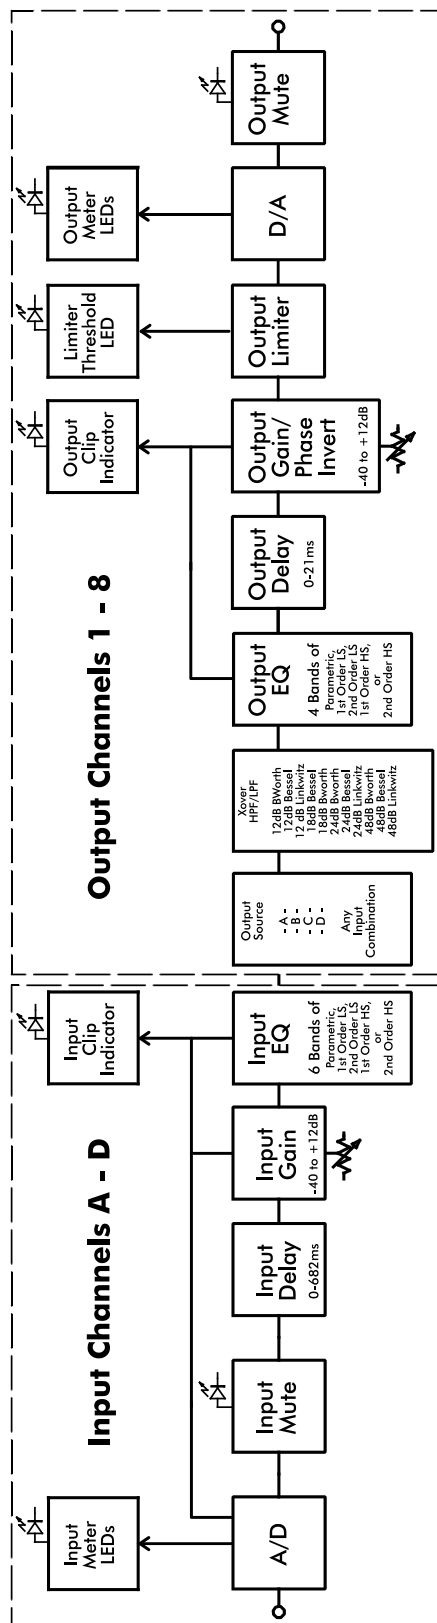 Input Channels A - D
Input
Meter
LEDs
Input
Clip
Indicator
A/D
Input
Mute
Input
Delay
0-682ms
Input
Gain
-40 to +12dB
Input
EQ
6 Bands of
Parametric,
1st Order LS,
2nd Order LS
1st Order HS,
or
2nd Order HS
Output Channels 1 - 8
Output
Clip
Indicator
Limiter
Threshold
LED
Output
Meter
LEDs
Output
Source
- A -
- B -
- C -
- D -
Any
Input
Combination
Xover
HPF/LPF
12dB BWorth
12dB Bessel
12 dB Linkwitz
18dB Bessel
18dB Bworth
24dB Bworth
24dB Bessel
24dB Linkwitz
48dB Bworth
48dB Bessel
48dB Linkwitz
Output
EQ
4 Bands of
Parametric,
1st Order LS,
2nd Order LS
1st Order HS,
or
2nd Order HS
Output
Delay
0-21ms
Output
Gain/
Phase
Invert
-40 to +12dB
Output
Limiter
D/A
Output
Mute